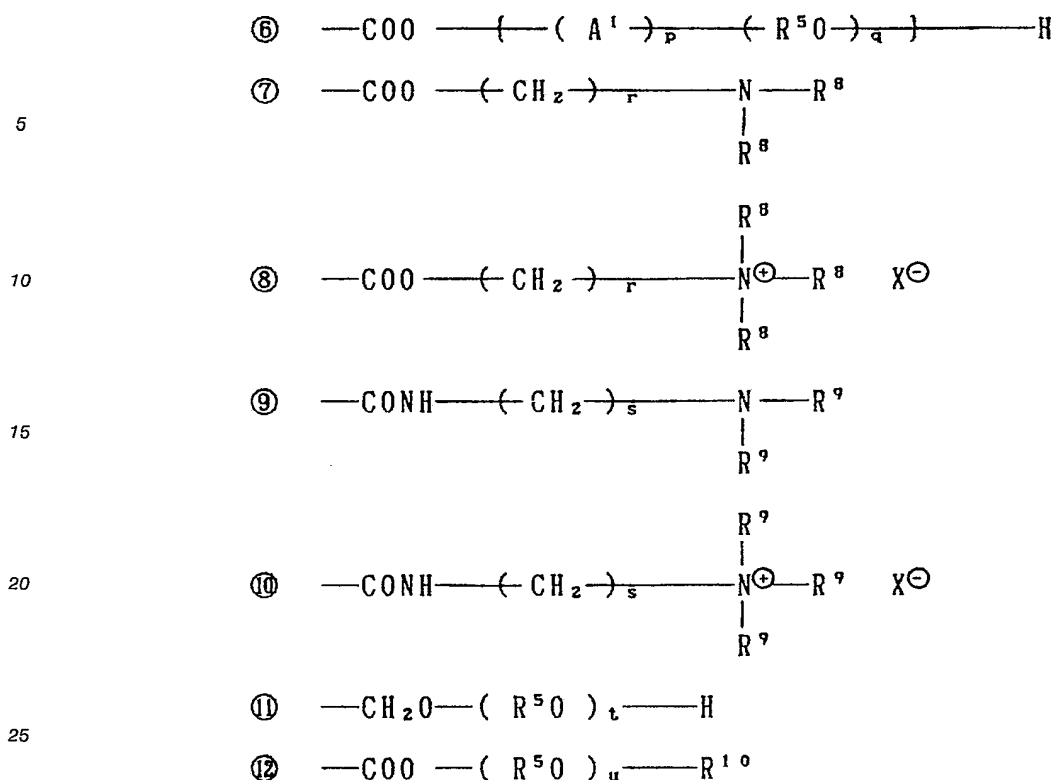 ⑥ —COO —[—( A¹ —)p—( R⁵O —)q ]—H
⑦ —COO —( CH₂ —)r— N —R⁸
5
R⁸
R⁸
10 ⑧ —COO —( CH₂ —)r— N⊕ —R⁸ X⊖
R⁸
⑨ —CONH —( CH₂ —)s— N —R⁹
15
R⁹
R⁹
20 ⑩ —CONH —( CH₂ —)s— N⊕ —R⁹ X⊖
R⁹
⑪ —CH₂O —( R⁵O )t —H
25
⑫ —COO —( R⁵O )u —R¹⁰